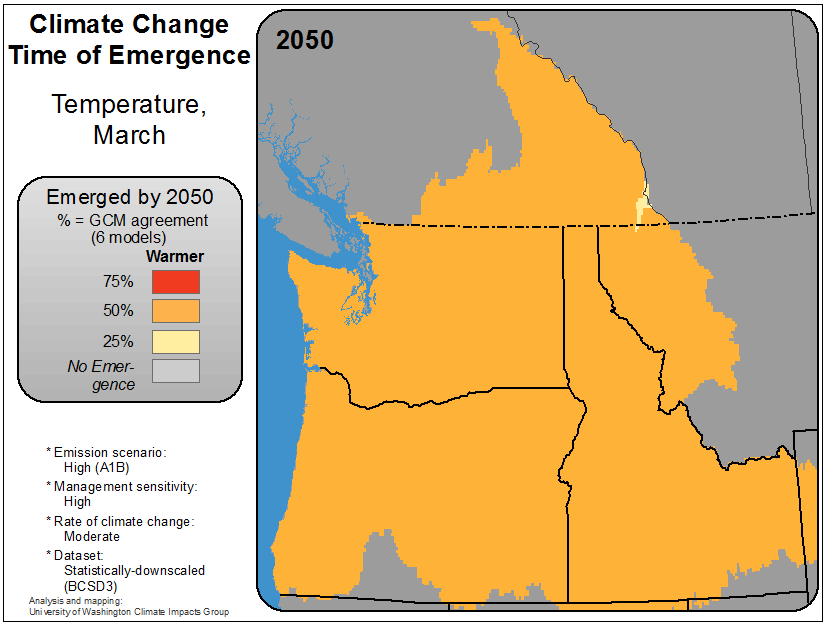 Climate Change
Time of Emergence
Temperature,
March
Emerged by 2050
% = GCM agreement
(6 models)
Warmer
75%
50%
25%
No Emer-
gence
* Emission scenario:
High (A1B)
* Management sensitivity:
High
* Rate of climate change:
Moderate
* Dataset:
Statistically-downscaled
(BCSD3)
Analysis and mapping:
University of Washington Climate Impacts Group
2050